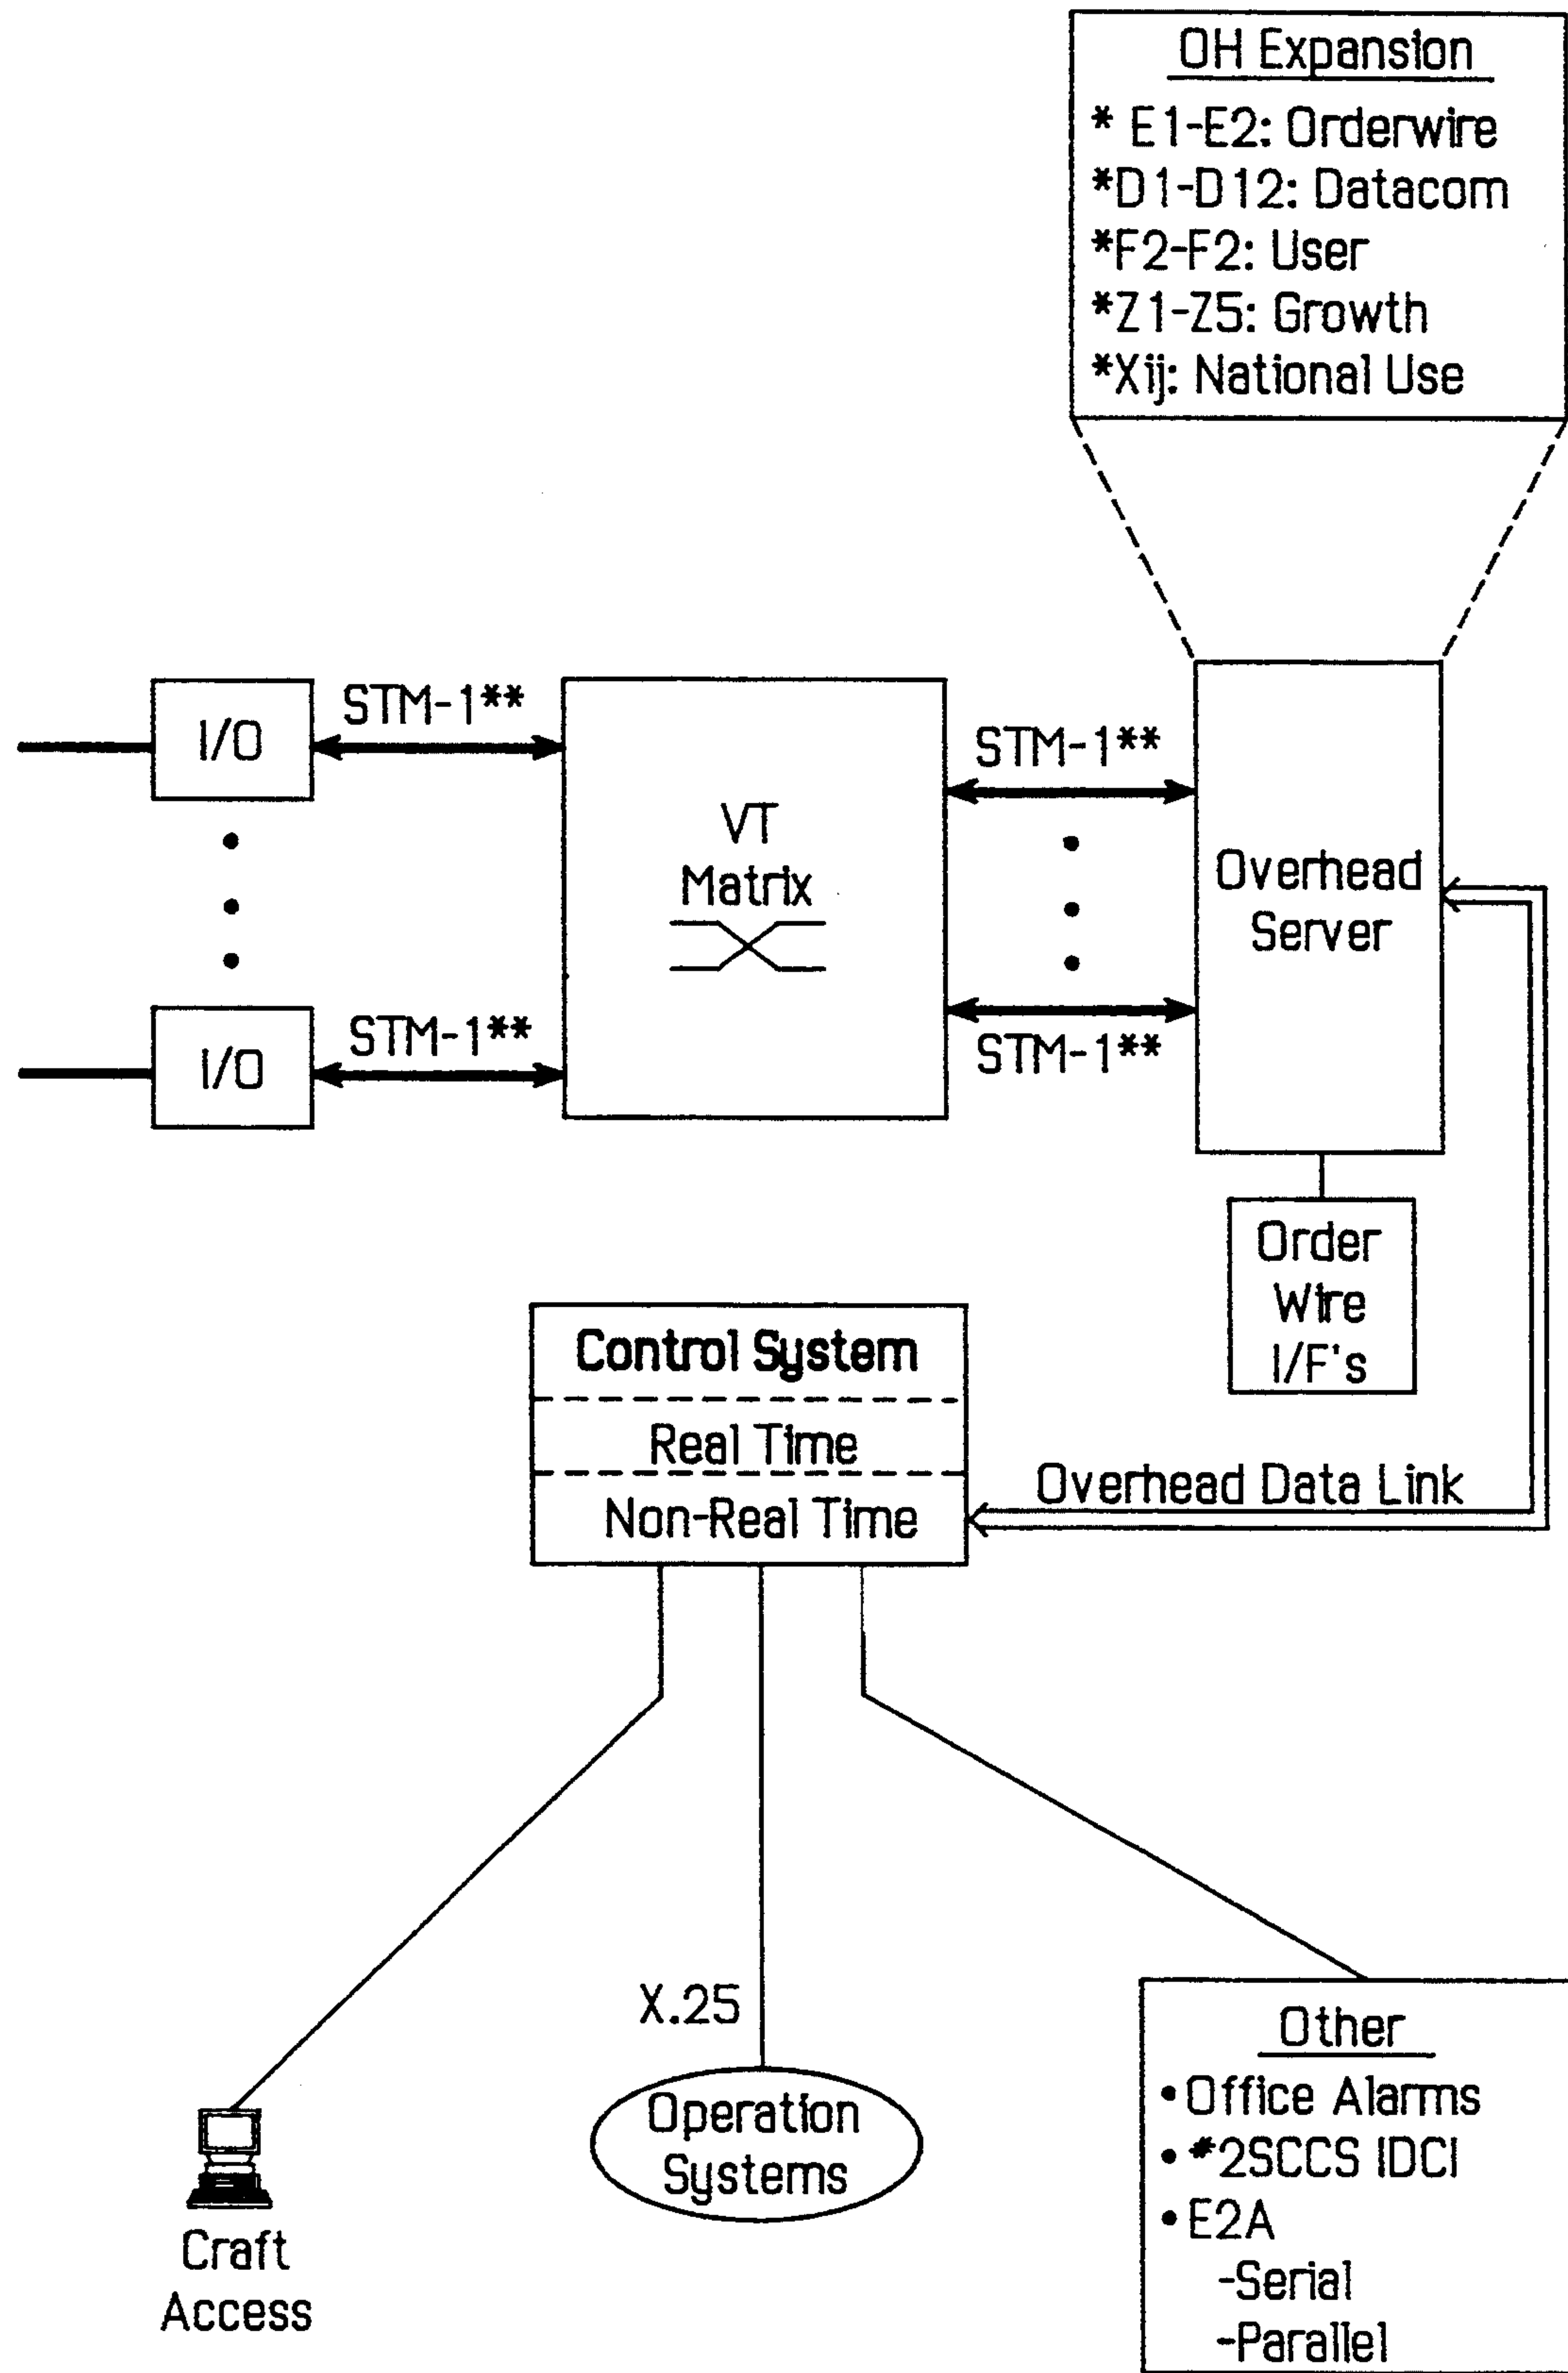 OH Expansion
* E1-E2: Orderwire
*D1-D12: Datacom
*F2-F2: User
*Z1-Z5: Growth
*Xij: National Use
I/O
STM-1**
STM-1**
VT
Matrix
Overhead
Server
I/O
STM-1**
STM-1**
Order
Wire
I/F's
Control System
Real Time
Non-Real Time
Overhead Data Link
X.25
Operation
Systems
Craft
Access
Other
•Office Alarms
•#2SCCS IDCI
•E2A
-Serial
-Parallel